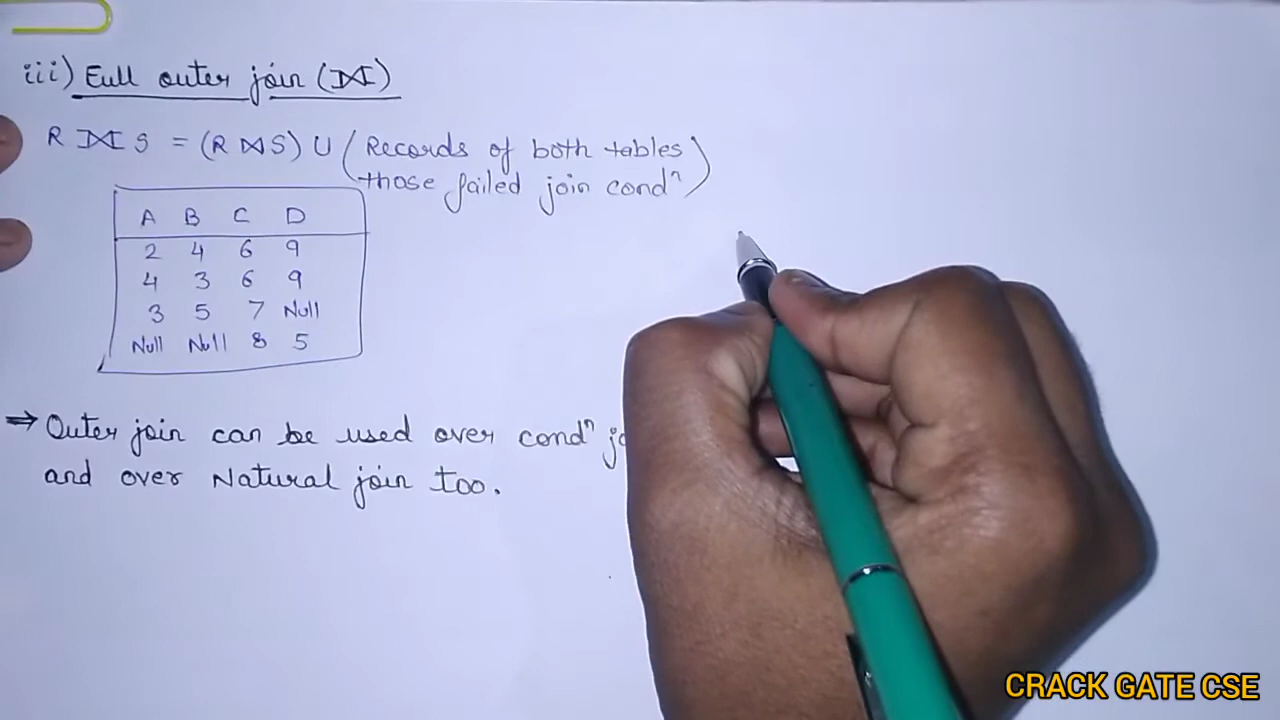 iii) Full outer join (⟗)
R ⟗ S = (R ⋈ S) U (Records of both tables
those failed join condⁿ)
A B C D
2 4 6 9
4 3 6 9
3 5 7 Null
Null Null 8 5
⇒ Outer join can be used over condⁿ
and over Natural join too.
CRACK GATE CSE